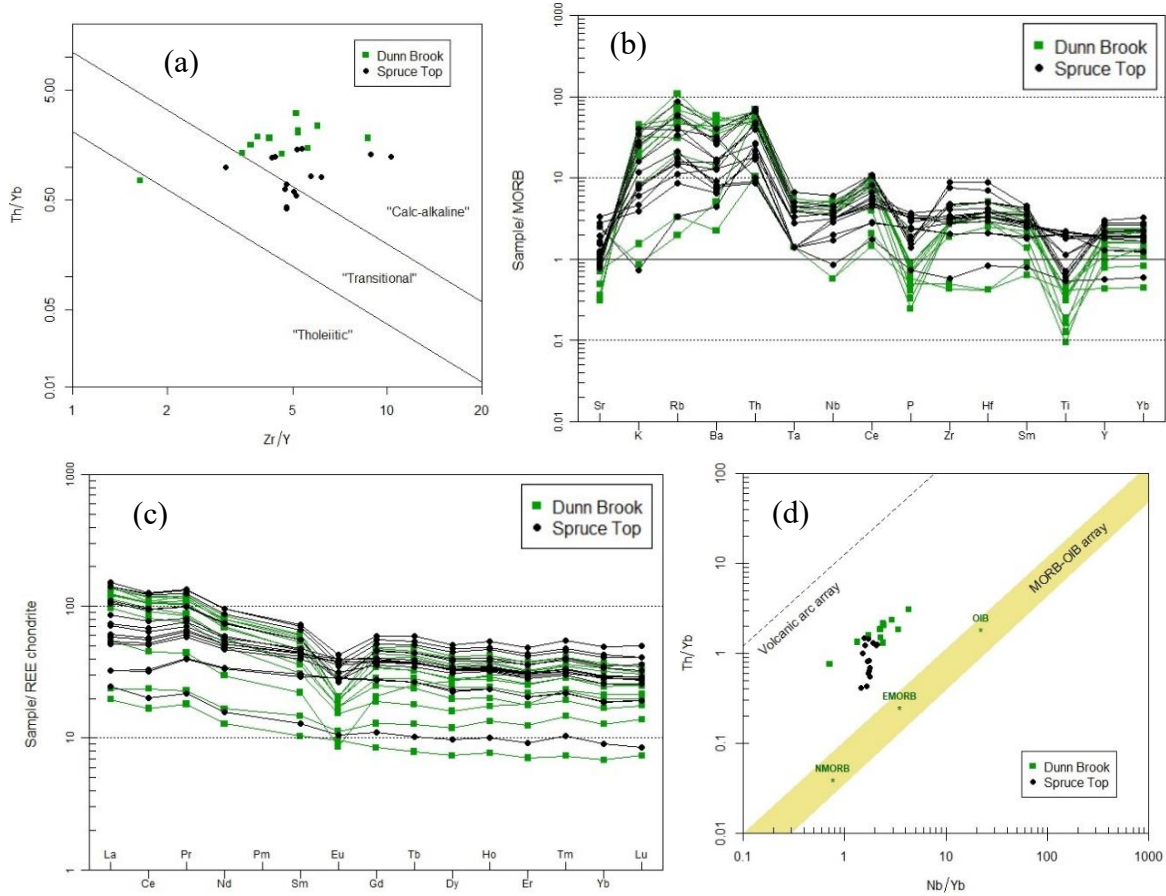 (a)
Dunn Brook
Spruce Top
Th/Yb
5.00
0.50
0.05
0.01
"Calc-alkaline"
"Transitional"
"Tholeiitic"
1 2 5 10 20
Zr/Y
(b)
Dunn Brook
Spruce Top
Sample/ MORB
1000
100
10
1
0.1
0.01
Sr Rb Th Nb P Hf Ti Yb
K Ba Ta Ce Zr Sm Y
(c)
Dunn Brook
Spruce Top
Sample/ REE chondrite
1000
100
10
1
La Pr Pm Eu Tb Ho Tm Lu
Ce Nd Sm Gd Dy Er Yb
(d)
Th/Yb
100
10
1
0.1
0.01
Volcanic arc array
MORB-OIB array
OIB
EMORB
NMORB
Dunn Brook
Spruce Top
0.1 1 10 100 1000
Nb/Yb